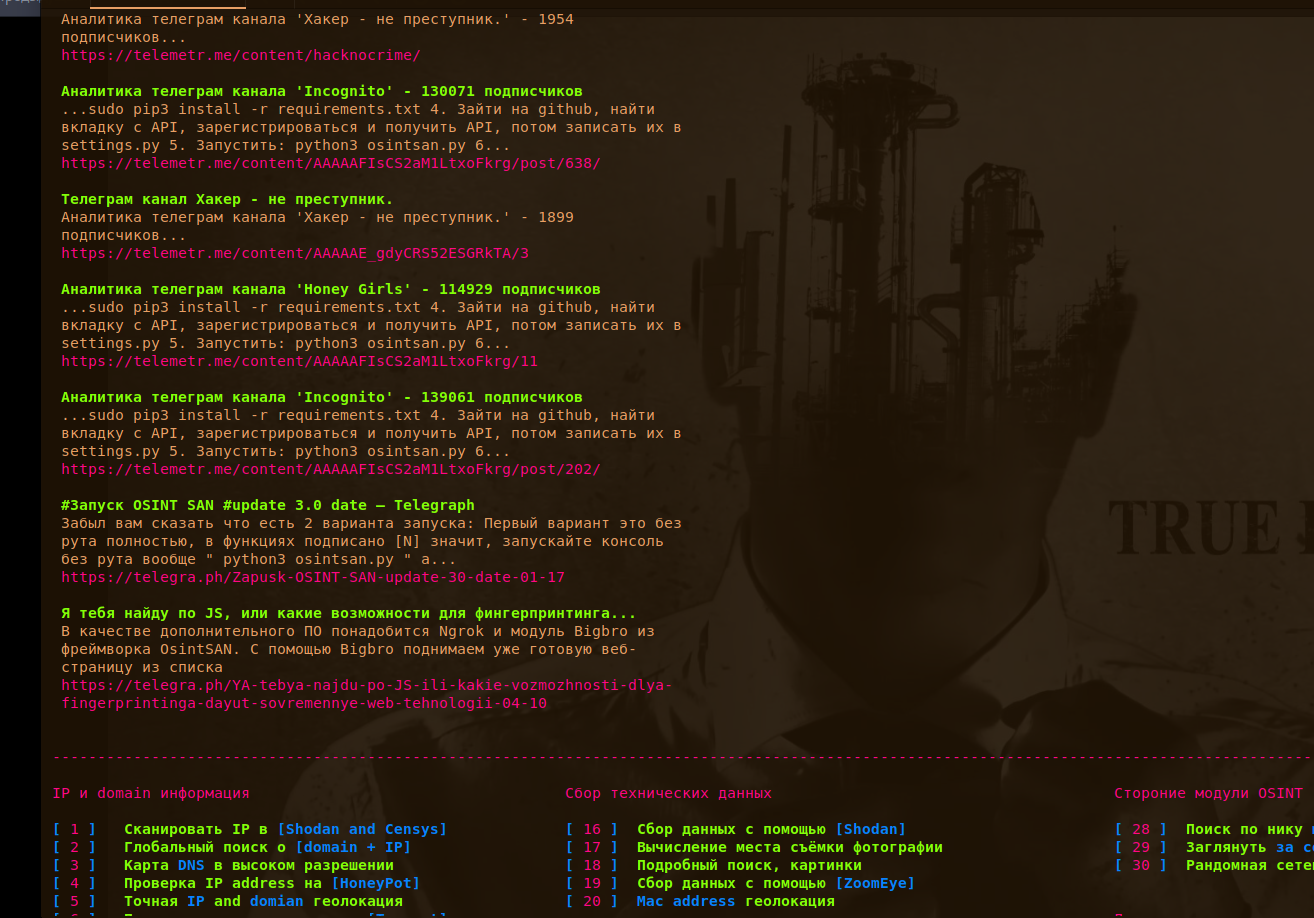 Аналитика телеграм канала 'Хакер - не преступник.' - 1954
подписчиков...
https://telemetr.me/content/hacknocrime/
Аналитика телеграм канала 'Incognito' - 130071 подписчиков
...sudo pip3 install -r requirements.txt 4. Зайти на github, найти
вкладку с API, зарегистрироваться и получить API, потом записать их в
settings.py 5. Запустить: python3 osintsan.py 6...
https://telemetr.me/content/AAAAAFIsCS2aM1LtxoFkrg/post/638/
Телеграм канал Хакер - не преступник.
Аналитика телеграм канала 'Хакер - не преступник.' - 1899
подписчиков...
https://telemetr.me/content/AAAAAE_gdyCRS52ESGRkTA/3
Аналитика телеграм канала 'Honey Girls' - 114929 подписчиков
...sudo pip3 install -r requirements.txt 4. Зайти на github, найти
вкладку с API, зарегистрироваться и получить API, потом записать их в
settings.py 5. Запустить: python3 osintsan.py 6...
https://telemetr.me/content/AAAAAFIsCS2aM1LtxoFkrg/11
Аналитика телеграм канала 'Incognito' - 139061 подписчиков
...sudo pip3 install -r requirements.txt 4. Зайти на github, найти
вкладку с API, зарегистрироваться и получить API, потом записать их в
settings.py 5. Запустить: python3 osintsan.py 6...
https://telemetr.me/content/AAAAAFIsCS2aM1LtxoFkrg/post/202/
#Запуск OSINT SAN #update 3.0 date — Telegraph
Забыл вам сказать что есть 2 варианта запуска: Первый вариант это без
рута полностью, в функциях подписано [N] значит, запускайте консоль
без рута вообще " python3 osintsan.py " а...
https://telegra.ph/Zapusk-OSINT-SAN-update-30-date-01-17
Я тебя найду по JS, или какие возможности для фингерпринтинга...
В качестве дополнительного ПО понадобится Ngrok и модуль Bigbro из
фреймворка OsintSAN. С помощью Bigbro поднимаем уже готовую веб-
страницу из списка
https://telegra.ph/YA-tebya-najdu-po-JS-ili-kakie-vozmozhnosti-dlya-
fingerprintinga-dayut-sovremennye-web-tehnologii-04-10
TRUE
IP и domain информация
[ 1 ] Сканировать IP в [Shodan and Censys]
[ 2 ] Глобальный поиск о [domain + IP]
[ 3 ] Карта DNS в высоком разрешении
[ 4 ] Проверка IP address на [HoneyPot]
[ 5 ] Точная IP and domian геолокация
Сбор технических данных
[ 16 ] Сбор данных с помощью [Shodan]
[ 17 ] Вычисление места съёмки фотографии
[ 18 ] Подробный поиск, картинки
[ 19 ] Сбор данных с помощью [ZoomEye]
[ 20 ] Mac address геолокация
Стороние модули OSINT
[ 28 ] Поиск по нику
[ 29 ] Заглянуть за
[ 30 ] Рандомная